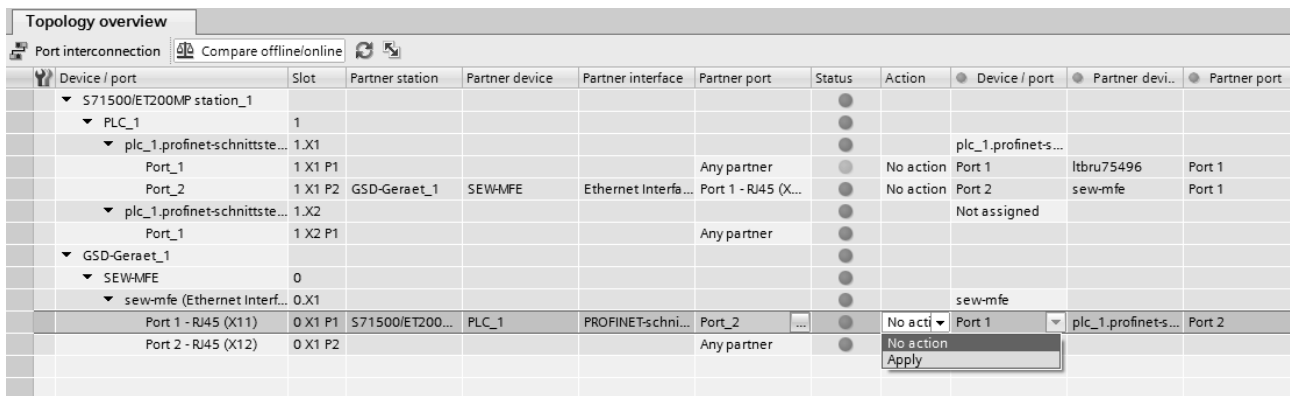 Topology overview
Port interconnection Compare offline/online
Device / port Slot Partner station Partner device Partner interface Partner port Status Action Device / port Partner devi.. Partner port
S71500/ET200MP station_1
PLC_1 1
plc_1.profinet-schnittste... 1.X1 plc_1.profinet-s...
Port_1 1 X1 P1 Any partner No action Port 1 ltbru75496 Port 1
Port_2 1 X1 P2 GSD-Geraet_1 SEW-MFE Ethernet Interfa... Port 1 - RJ45 (X... No action Port 2 sew-mfe Port 1
plc_1.profinet-schnittste... 1.X2 Not assigned
Port_1 1 X2 P1 Any partner
GSD-Geraet_1
SEW-MFE 0
sew-mfe (Ethernet Interf... 0.X1 sew-mfe
Port 1 - RJ45 (X11) 0 X1 P1 S71500/ET200... PLC_1 PROFINET-schni... Port_2 ... No acti Port 1 plc_1.profinet-s... Port 2
Port 2 - RJ45 (X12) 0 X1 P2 Any partner No action
Apply